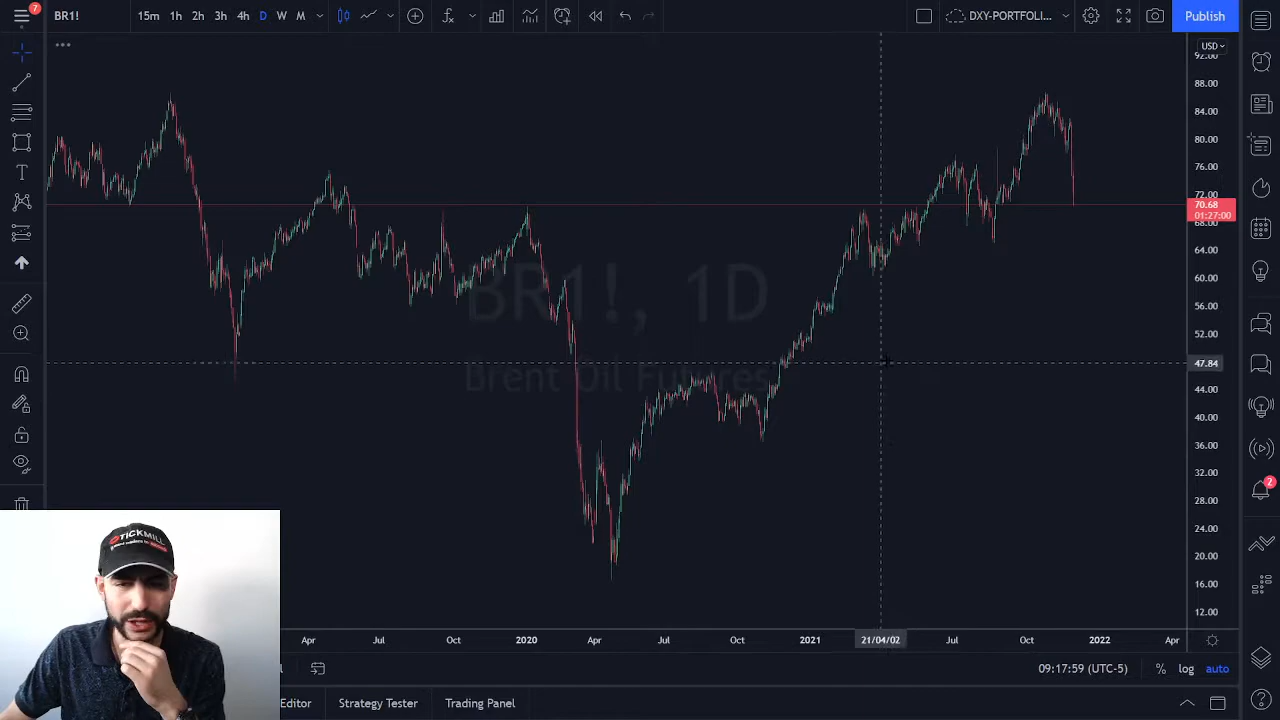 7
BR1!
15m 1h 2h 3h 4h D W M
DXY-PORTFOLI...
Publish
USD
92.00
88.00
84.00
80.00
76.00
72.00
70.68
01:27:00
68.00
64.00
60.00
56.00
52.00
47.84
44.00
40.00
36.00
32.00
28.00
24.00
20.00
16.00
12.00
BR1!, 1D
Brent Oil Futures
2
TICKMILL
Apr Jul Oct 2020 Apr Jul Oct 2021 21/04/02 Jul Oct 2022 Apr
09:17:59 (UTC-5) % log auto
Editor Strategy Tester Trading Panel